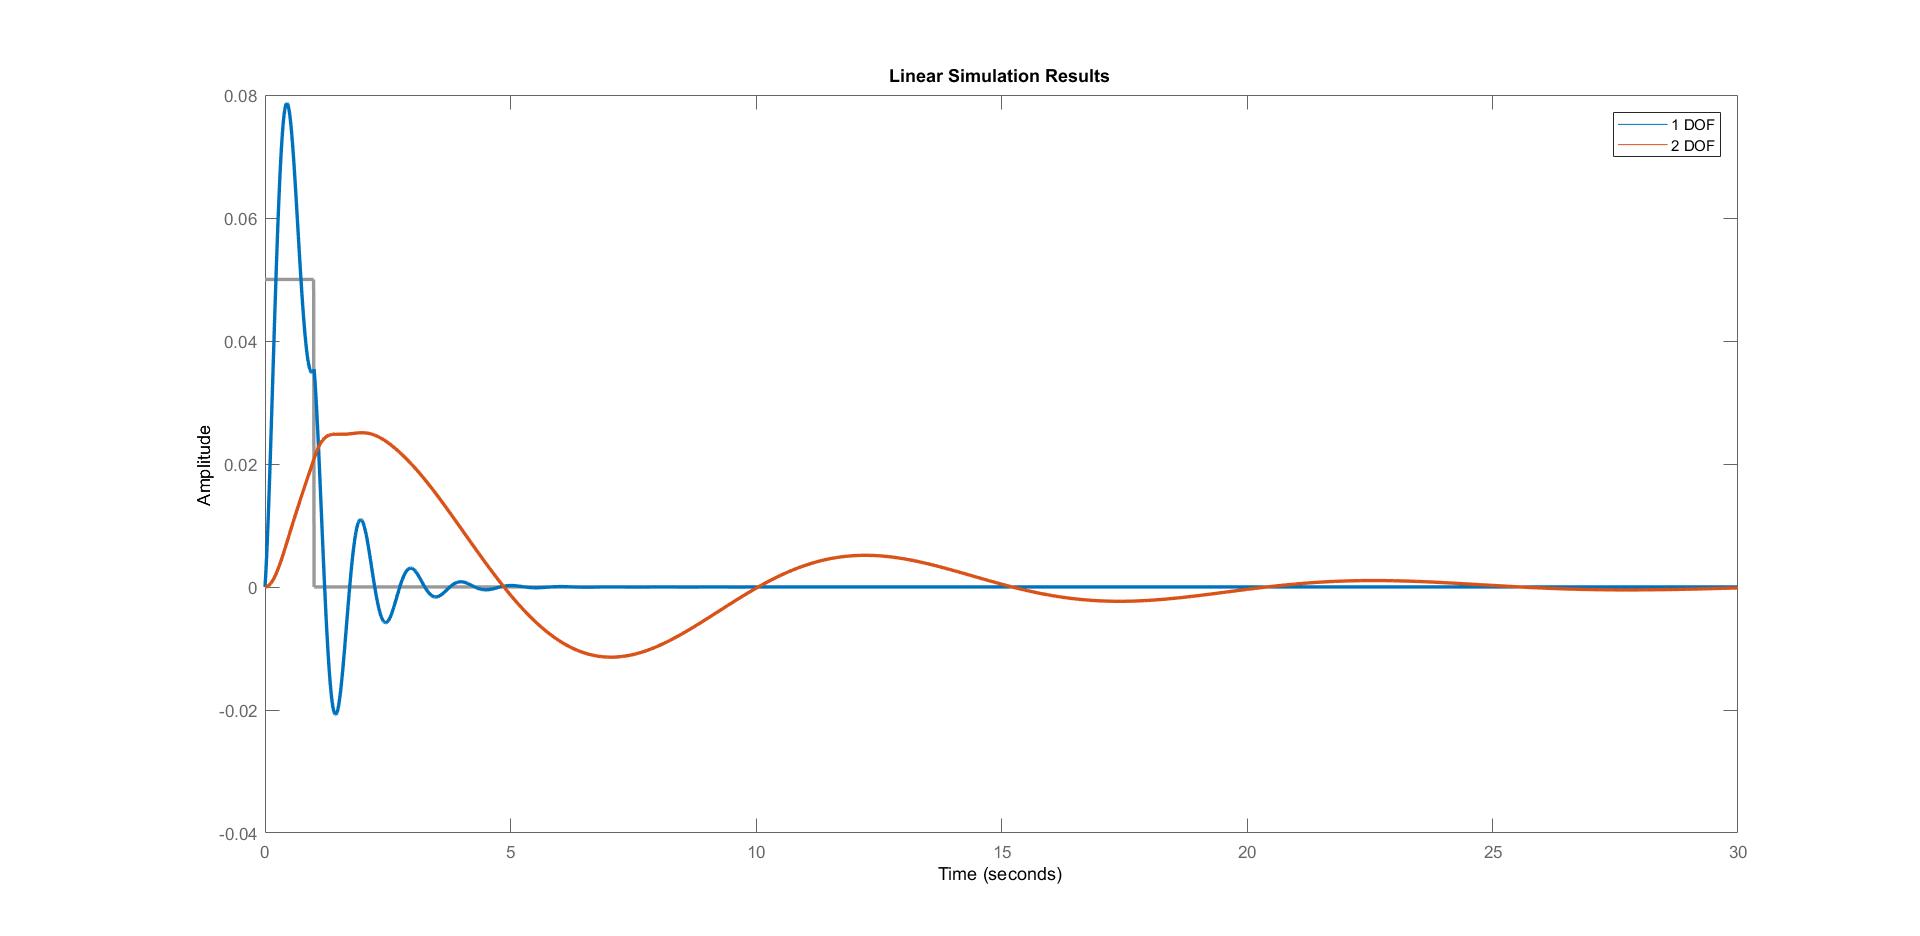 Linear Simulation Results
1 DOF
2 DOF
0.08
0.06
0.04
0.02
0
-0.02
-0.04
Amplitude
0 5 10 15 20 25 30
Time (seconds)